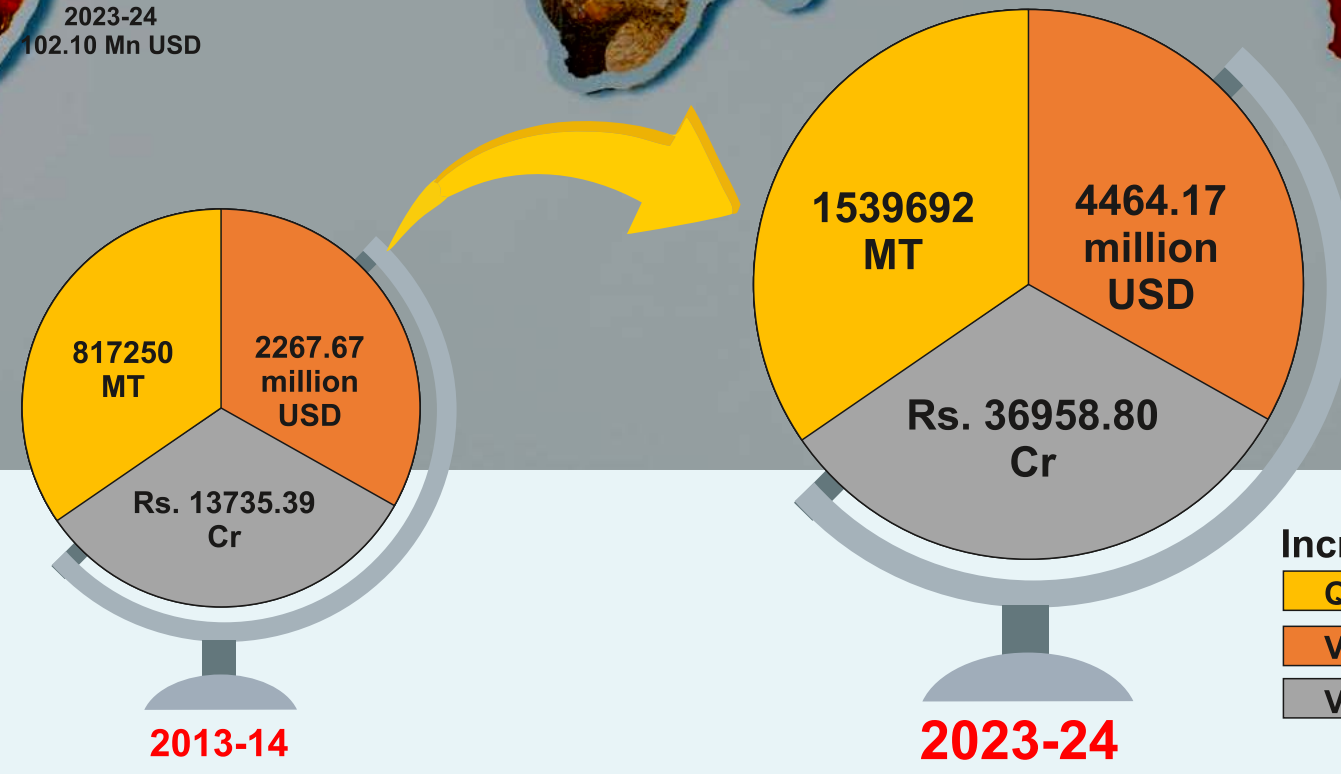 2023-24
102.10 Mn USD
817250
MT
2267.67
million
USD
Rs. 13735.39
Cr
2013-14
1539692
MT
4464.17
million
USD
Rs. 36958.80
Cr
2023-24